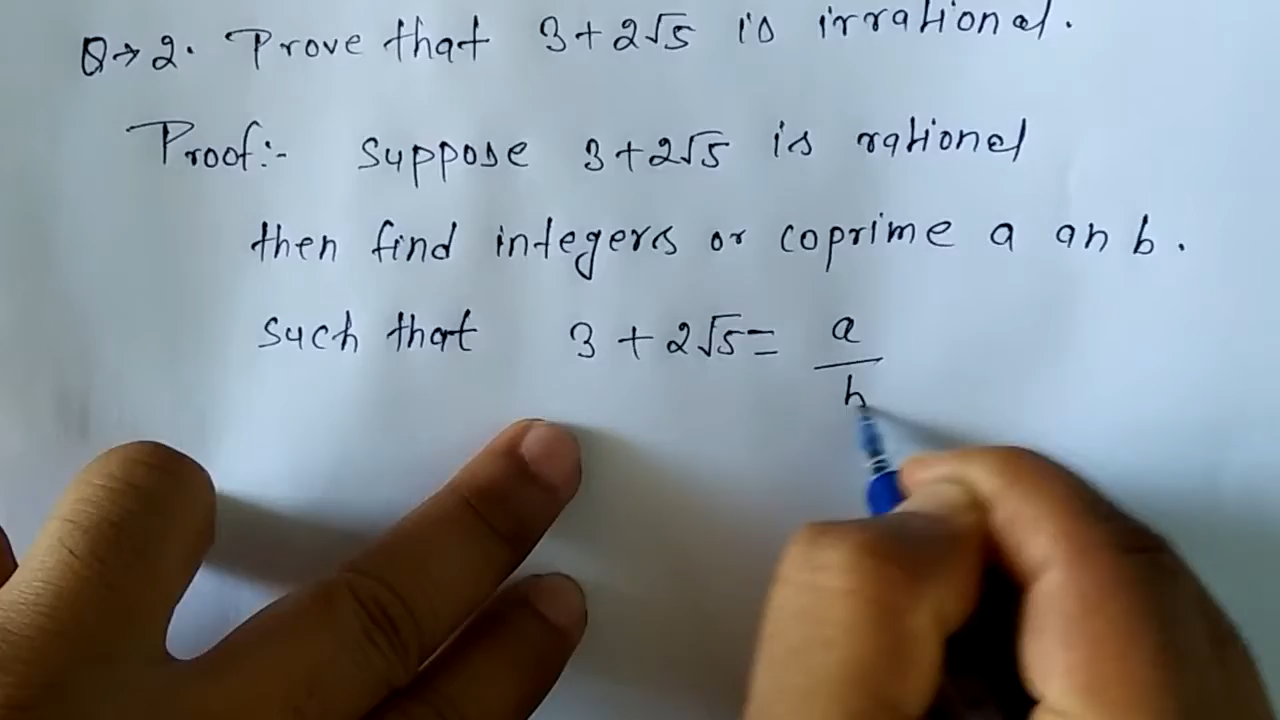 Q→2. Prove that 3+2√5 is irrational.
Proof:- Suppose 3+2√5 is rational
then find integers or coprime a an b.
such that 3+2√5= a
b